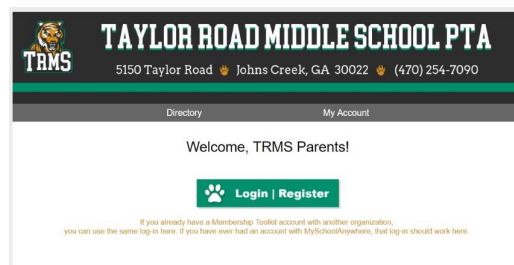 TRMS
TAYLOR ROAD MIDDLE SCHOOL PTA
5150 Taylor Road Johns Creek, GA 30022 (470) 254-7090
Directory My Account
Welcome, TRMS Parents!
Login | Register
If you already have a Membership Toolkit account with another organization,
you can use the same log-in here. If you have ever had an account with MySchoolAnywhere, that log-in should work here.